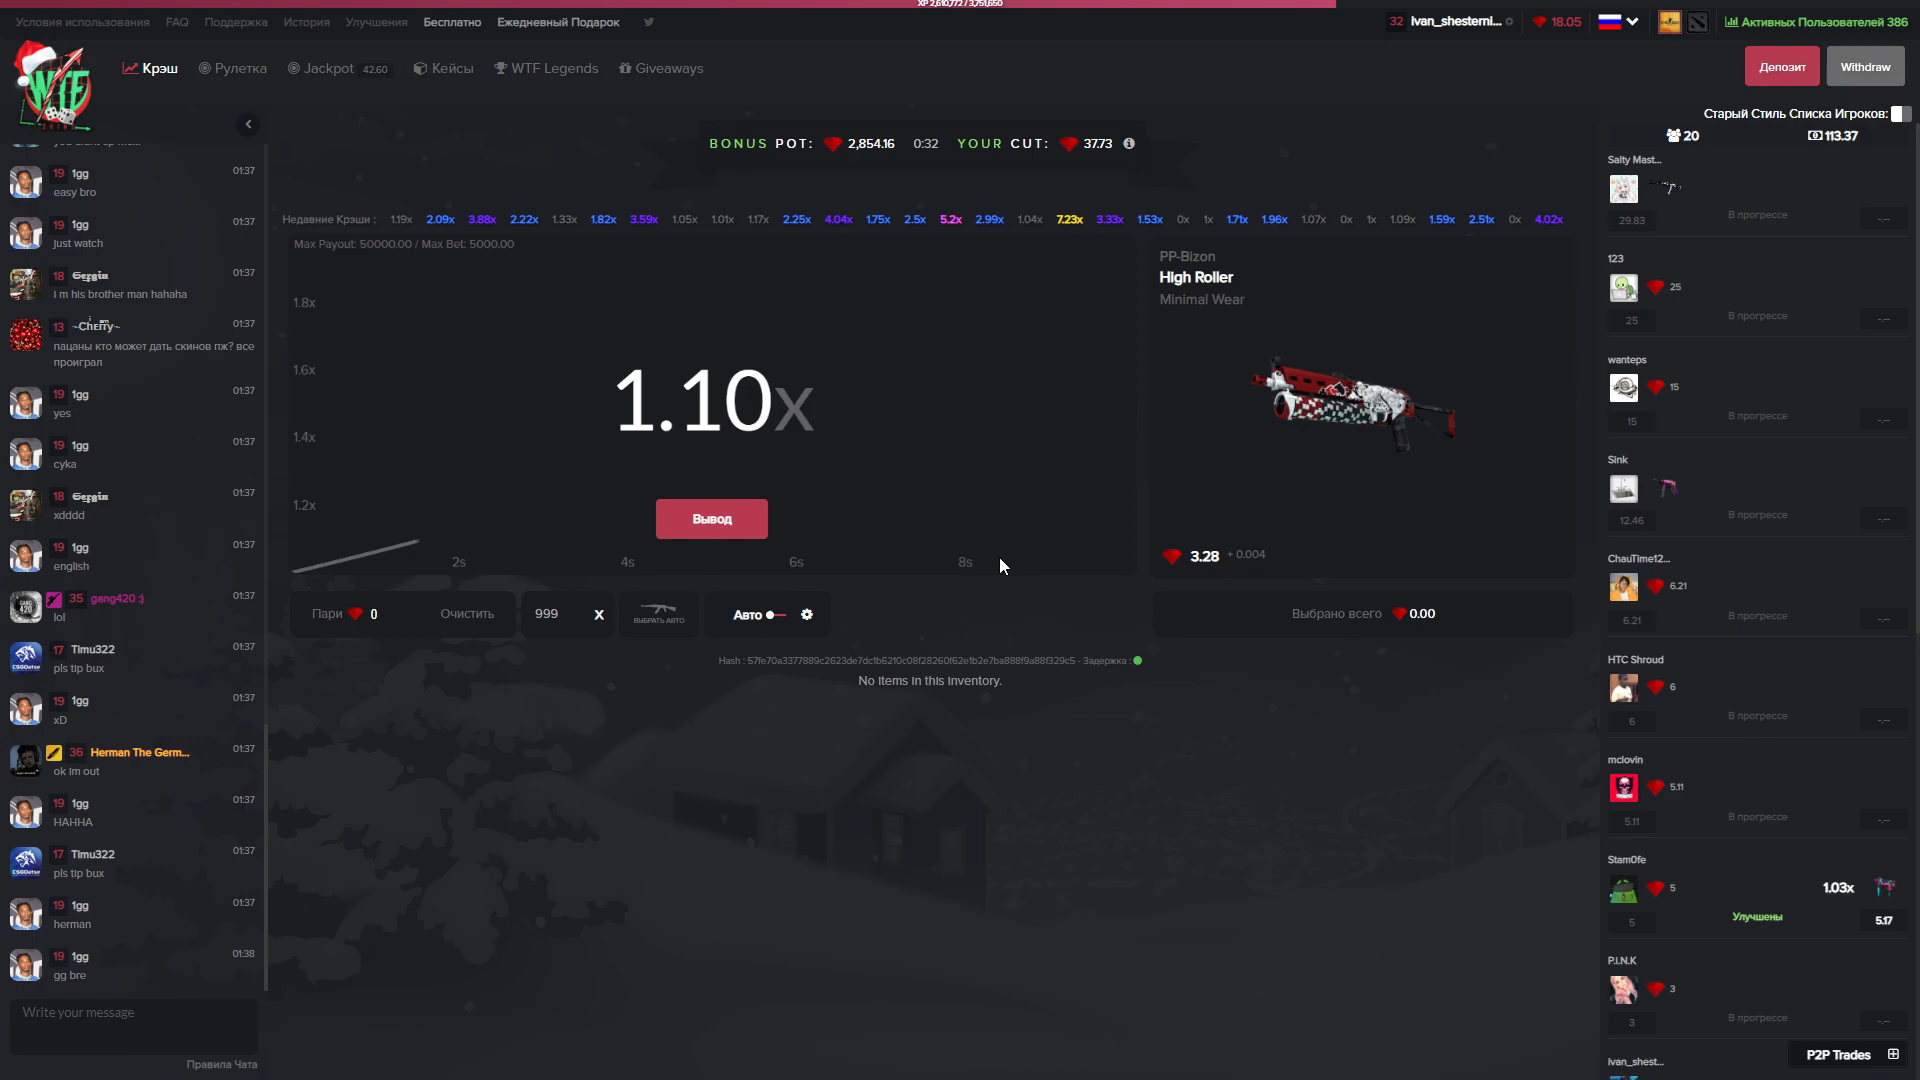 XP 2,610,772 / 3,751,650
Условия использования FAQ Поддержка История Улучшения Бесплатно Ежедневный Подарок
32 ivan_shesterni... 18.05 Активных Пользователей 386
WTF
SKINS
Крэш Рулетка Jackpot 42.60 Кейсы WTF Legends Giveaways
Депозит Withdraw
Старый Стиль Списка Игроков:
20 113.37
BONUS POT: 2,854.16 0:32 YOUR CUT: 37.73
Недавние Крэши : 1.19x 2.09x 3.88x 2.22x 1.33x 1.82x 3.59x 1.05x 1.01x 1.17x 2.25x 4.04x 1.75x 2.5x 5.2x 2.99x 1.04x 7.23x 3.33x 1.53x 0x 1x 1.71x 1.96x 1.07x 0x 1x 1.09x 1.59x 2.51x 0x 4.02x
Max Payout: 50000.00 / Max Bet: 5000.00
1.8x
1.6x
1.4x
1.2x
1.10x
Вывод
2s 4s 6s 8s
PP-Bizon
High Roller
Minimal Wear
3.28 + 0.004
Пари 0 Очистить 999 X ВЫБРАТЬ АВТО Авто
Выбрано всего 0.00
Hash : 57fe70a3377889c2623de7dc1b6210c08f28260f62e1b2e7ba888f9a88f329c5 - Задержка :
No items in this inventory.
19 1gg 01:37
easy bro
19 1gg 01:37
just watch
18 Gergin 01:37
I m his brother man hahaha
13 ~Cherry~ 01:37
пацаны кто может дать скинов пж? все
проиграл
19 1gg 01:37
yes
19 1gg 01:37
cyka
18 Gergin 01:37
xdddd
19 1gg 01:37
english
35 gang420 :) 01:37
lol
17 Timu322 01:37
pls tip bux
19 1gg 01:37
xD
36 Herman The Germ... 01:37
ok im out
19 1gg 01:37
HAHHA
17 Timu322 01:37
pls tip bux
19 1gg 01:37
herman
19 1gg 01:38
gg bre
Write your message
Правила Чата
Salty Mast...
29.83 В прогрессе -.--
123
25
25 В прогрессе -.--
wanteps
15
15 В прогрессе -.--
Sink
12.46 В прогрессе -.--
ChauTime12...
6.21
6.21 В прогрессе -.--
HTC Shroud
6
6 В прогрессе -.--
mclovin
5.11
5.11 В прогрессе -.--
Stam0fe
5 1.03x
5 Улучшены 5.17
P.I.N.K
3
3 В прогрессе -.--
ivan_shest...
P2P Trades